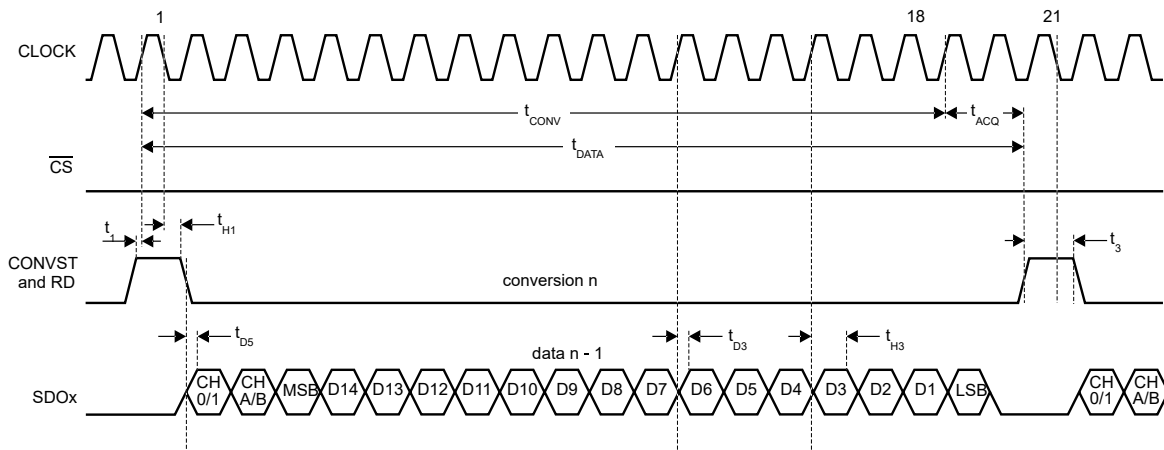 1 18 21
CLOCK
tCONV tACQ
tDATA
CS
t1 tH1 t3
CONVST
and RD
conversion n
tD5 tD3 tH3
data n - 1
SDOx
CH 0/1 CH A/B MSB D14 D13 D12 D11 D10 D9 D8 D7 D6 D5 D4 D3 D2 D1 LSB CH 0/1 CH A/B